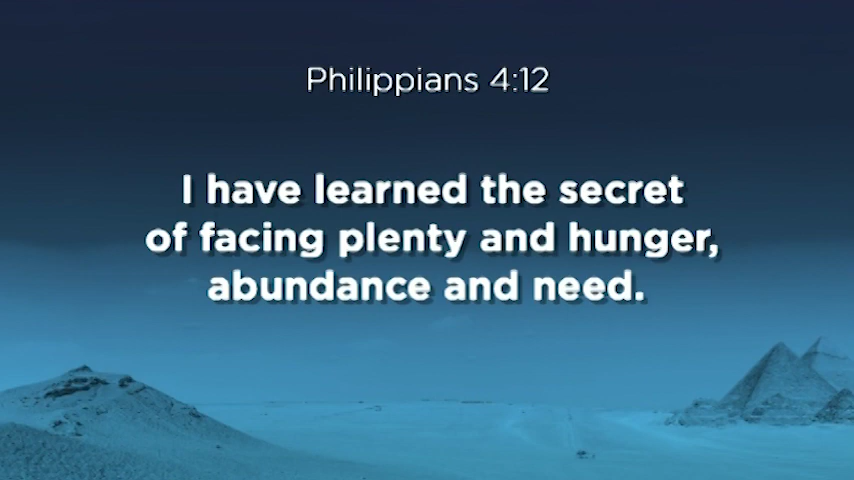 Philippians 4:12
I have learned the secret
of facing plenty and hunger,
abundance and need.